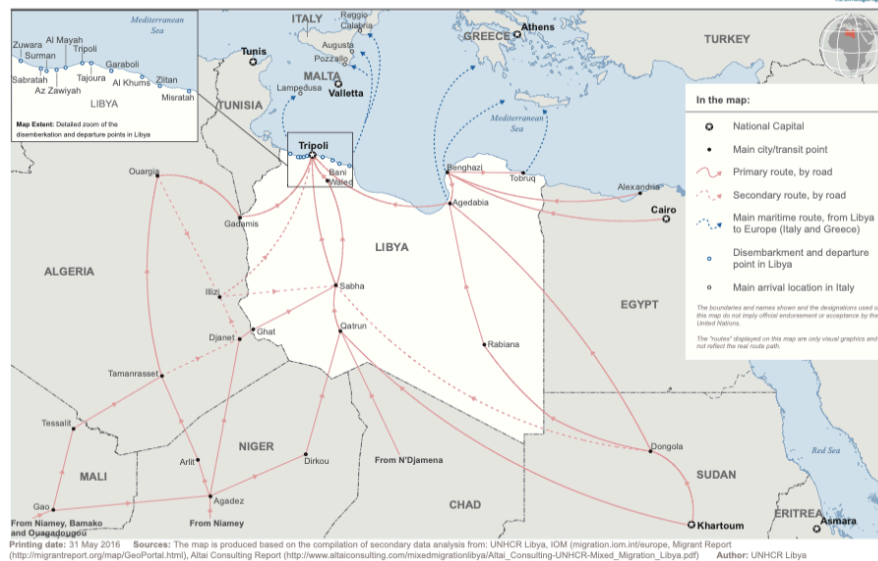 Mediterranean
Sea
Zuwara
Surman
Al Mayah
Tripoli
Garaboli
Zlitan
Sabratah
Az Zawiyah
Tajoura
Al Khums
Misratah
LIBYA
Map Extent: Detailed zoom of the
disemberkation and departure points in Libya
ITALY
Reggio
Calabria
Augusta
Pozzallo
MALTA
Lampedusa
Valletta
Tunis
TUNISIA
GREECE
Athens
TURKEY
Mediterranean
Sea
Tripoli
Bani
Waled
Benghazi
Tobruq
Agedabia
Alexandria
Cairo
Ouargla
Gadamis
LIBYA
ALGERIA
Illizi
Sabha
EGYPT
Djanet
Ghat
Qatrun
Rabiana
Tamanrasset
Tessalit
MALI
NIGER
Arlit
Dirkou
From N'Djamena
Dongola
SUDAN
Red Sea
Gao
Agadez
CHAD
Khartoum
ERITREA
Asmara
From Niamey, Bamako
and Ouagadougou
From Niamey
In the map:
National Capital
Main city/transit point
Primary route, by road
Secondary route, by road
Main maritime route, from Libya
to Europe (Italy and Greece)
Disembarkment and departure
point in Libya
Main arrival location in Italy
The boundaries and names shown and the designations used o
this map do not imply official endorsement or acceptance by the
United Nations.
The "routes" displayed on this map are only visual graphics and
not reflect the real route path.
Printing date: 31 May 2016 Sources: The map is produced based on the compilation of secondary data analysis from: UNHCR Libya, IOM (migration.iom.int/europe, Migrant Report
(http://migrantreport.org/map/GeoPortal.html), Altai Consulting Report (http://www.altaiconsulting.com/mixedmigrationlibya/Altai_Consulting-UNHCR-Mixed_Migration_Libya.pdf) Author: UNHCR Libya